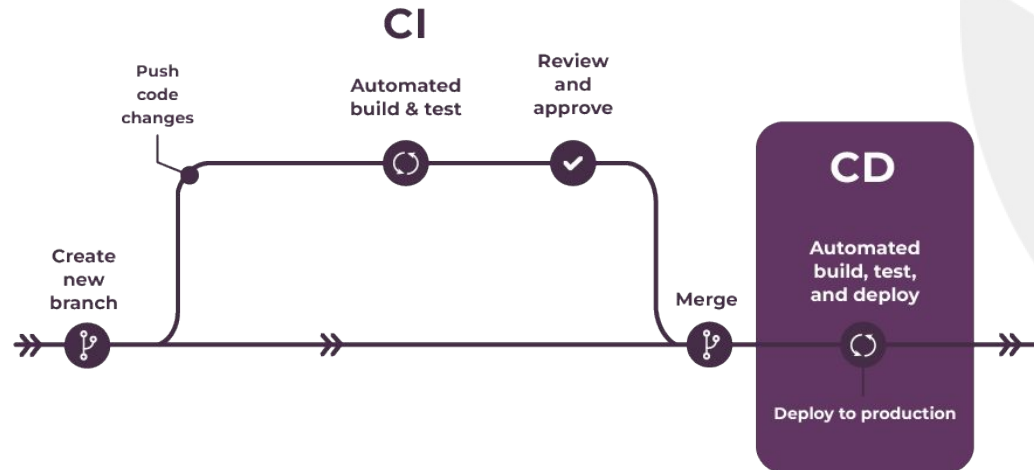 CI
Push
code
changes
Automated
build & test
Review
and
approve
CD
Create
new
branch
Merge
Automated
build, test,
and deploy
Deploy to production